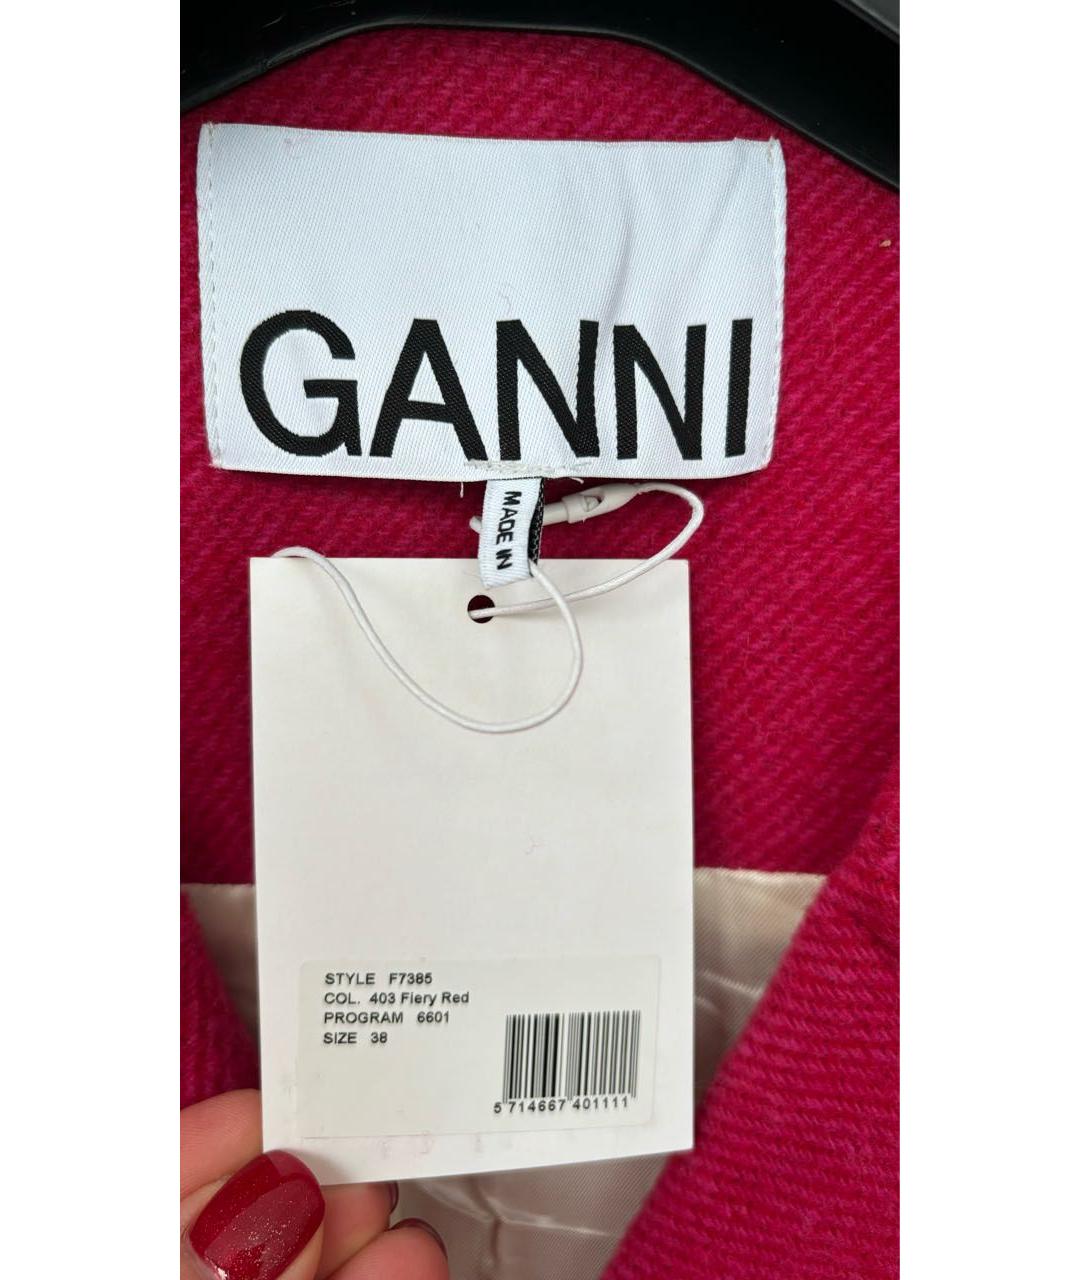 GANNI
MADE IN
STYLE F7385
COL. 403 Fiery Red
PROGRAM 6601
SIZE 38
5 714667 401111